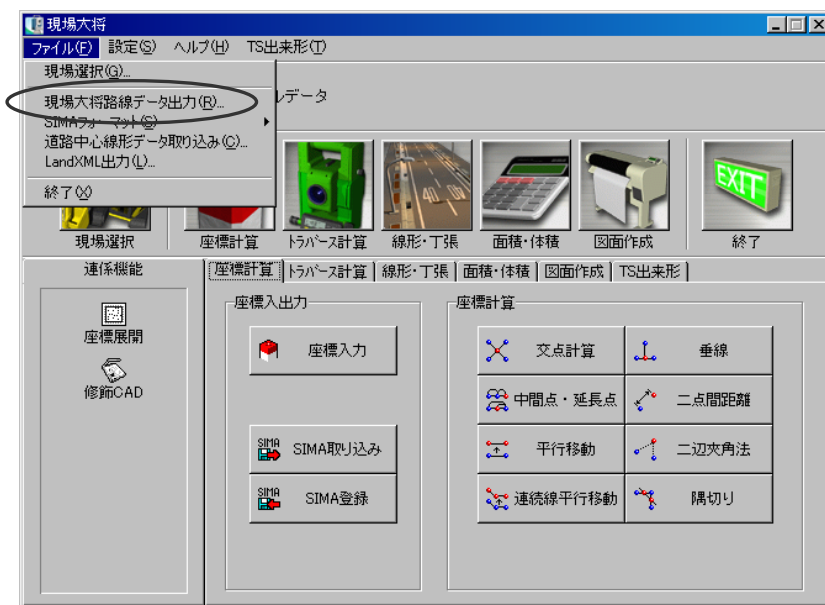 現場大将
ファイル(F) 設定(S) ヘルプ(H) TS出来形(T)
現場選択(G)...
現場大将路線データ出力(R)...
SIMAフォーマット(S)
道路中心線形データ取り込み(C)...
LandXML出力(L)...
終了(X)
ルデータ
EXIT
現場選択 座標計算 トラバース計算 線形・丁張 面積・体積 図面作成 終了
連係機能
座標展開
修飾CAD
座標計算 トラバース計算 線形・丁張 面積・体積 図面作成 TS出来形
座標入出力
座標入力
SIMA SIMA取り込み
SIMA SIMA登録
座標計算
交点計算 垂線
中間点・延長点 二点間距離
平行移動 二辺夾角法
連続線平行移動 隅切り